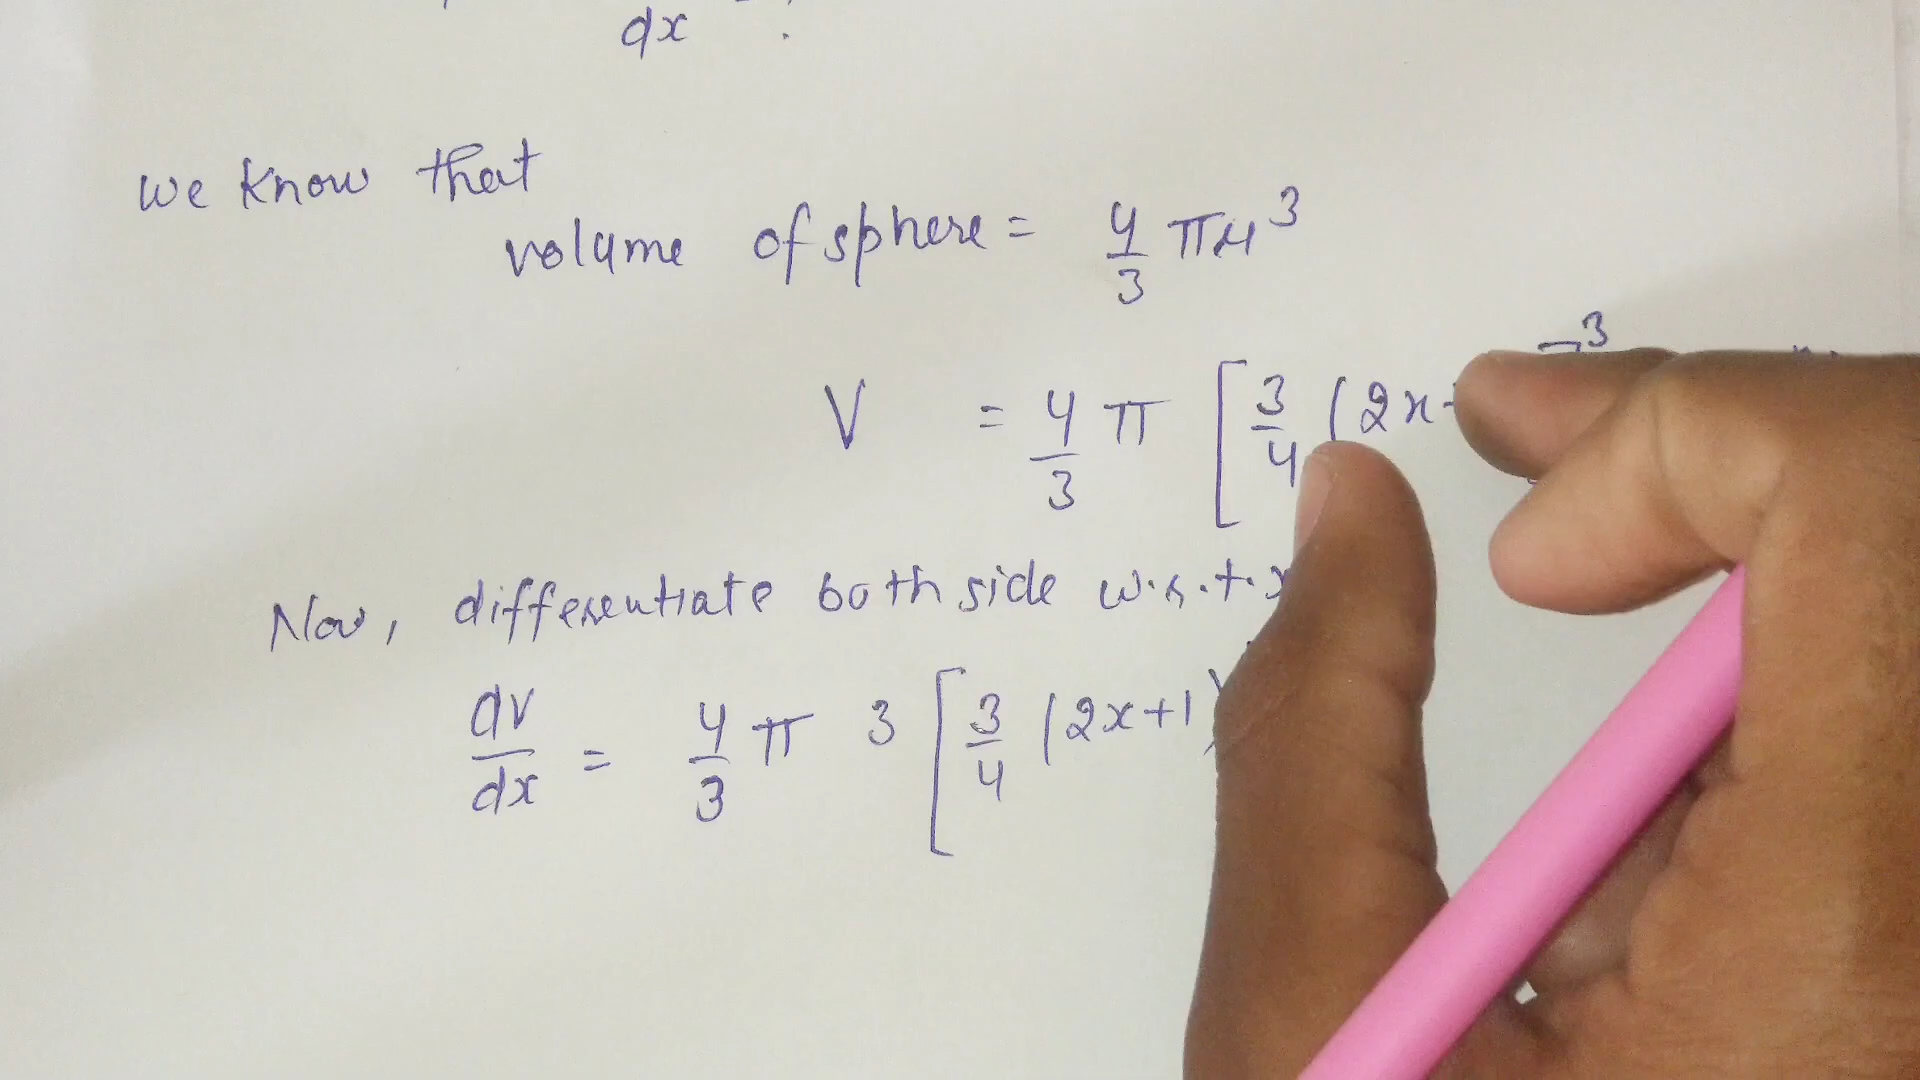 dx ?
we know that
volume of sphere = 4/3 πr³
V = 4/3 π [ 3/4 (2x+ ]³
Now, differentiate both side w.r.t. x
dv/dx = 4/3 π 3 [ 3/4 (2x+1)